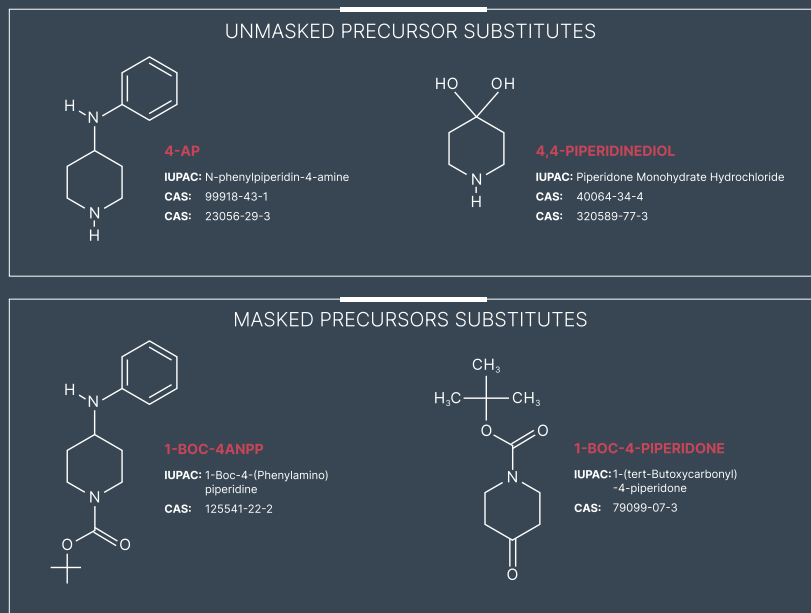 UNMASKED PRECURSOR SUBSTITUTES
H
N
N
H
4-AP
IUPAC: N-phenylpiperidin-4-amine
CAS: 99918-43-1
CAS: 23056-29-3
HO OH
N
H
4,4-PIPERIDINEDIOL
IUPAC: Piperidone Monohydrate Hydrochloride
CAS: 40064-34-4
CAS: 320589-77-3
MASKED PRECURSORS SUBSTITUTES
H
N
N
O O
1-BOC-4ANPP
IUPAC: 1-Boc-4-(Phenylamino)
piperidine
CAS: 125541-22-2
CH₃
H₃C CH₃
O O
N
O
1-BOC-4-PIPERIDONE
IUPAC: 1-(tert-Butoxycarbonyl)
-4-piperidone
CAS: 79099-07-3